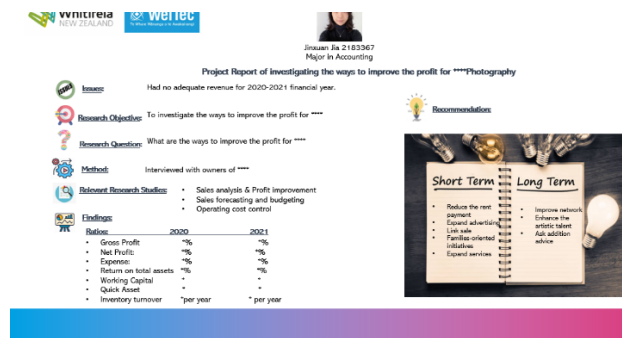 Whitireia
NEW ZEALAND
WelTec
Jinxuan Jia 2183367
Major in Accounting
Project Report of investigating the ways to improve the profit for ****Photography
Issues:
Had no adequate revenue for 2020-2021 financial year.
Research Objective:
To investigate the ways to improve the profit for ****
Research Question:
What are the ways to improve the profit for ****
Method:
Interviewed with owners of ****
Relevant Research Studies:
• Sales analysis & Profit improvement
• Sales forecasting and budgeting
• Operating cost control
Findings:
Ratios: 2020 2021
• Gross Profit *% *%
• Net Profit: *% *%
• Expense: *% *%
• Return on total assets *% *%
• Working Capital * *
• Quick Asset * *
• Inventory turnover *per year * per year
Recommendation:
Short Term
• Reduce the rent
payment
• Expand advertising
• Link sale
• Families-oriented
initiatives
• Expand services
Long Term
• Improve network
• Enhance the
artistic talent
• Ask addition
advice